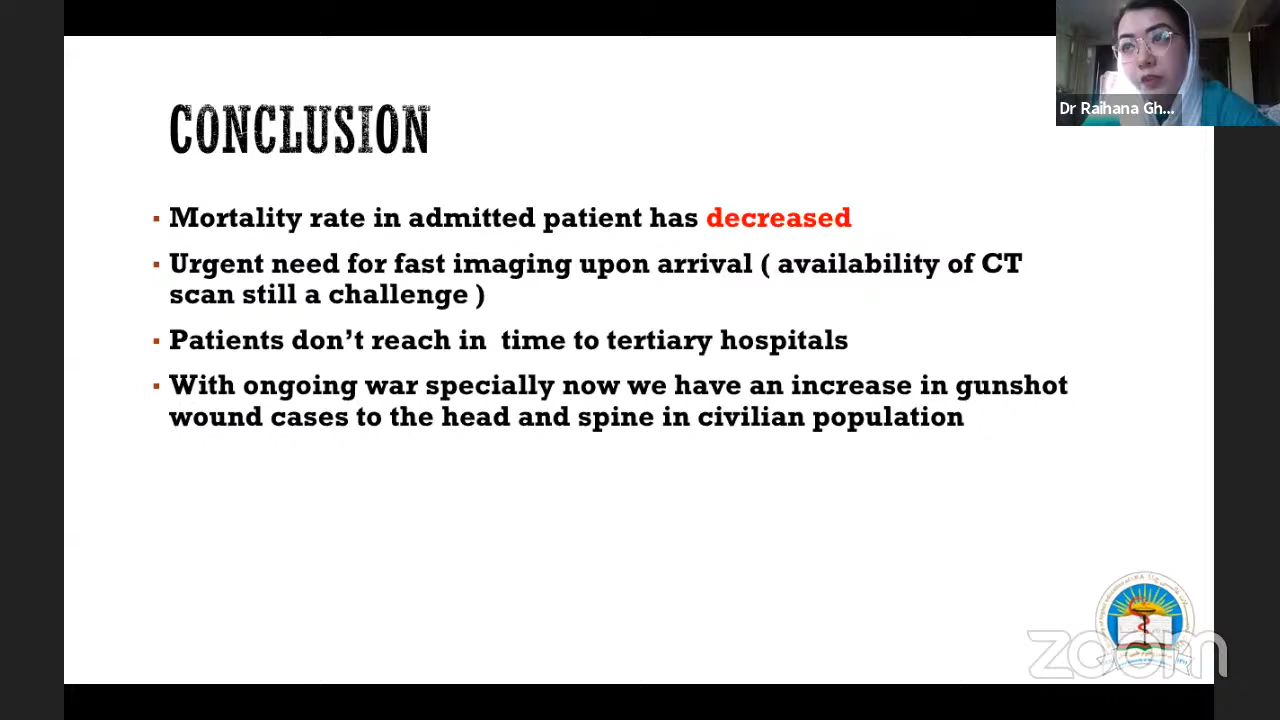 Dr Raihana Gh...
CONCLUSION
▪ Mortality rate in admitted patient has decreased
▪ Urgent need for fast imaging upon arrival ( availability of CT
scan still a challenge )
▪ Patients don’t reach in  time to tertiary hospitals
▪ With ongoing war specially now we have an increase in gunshot
wound cases to the head and spine in civilian population
zoom